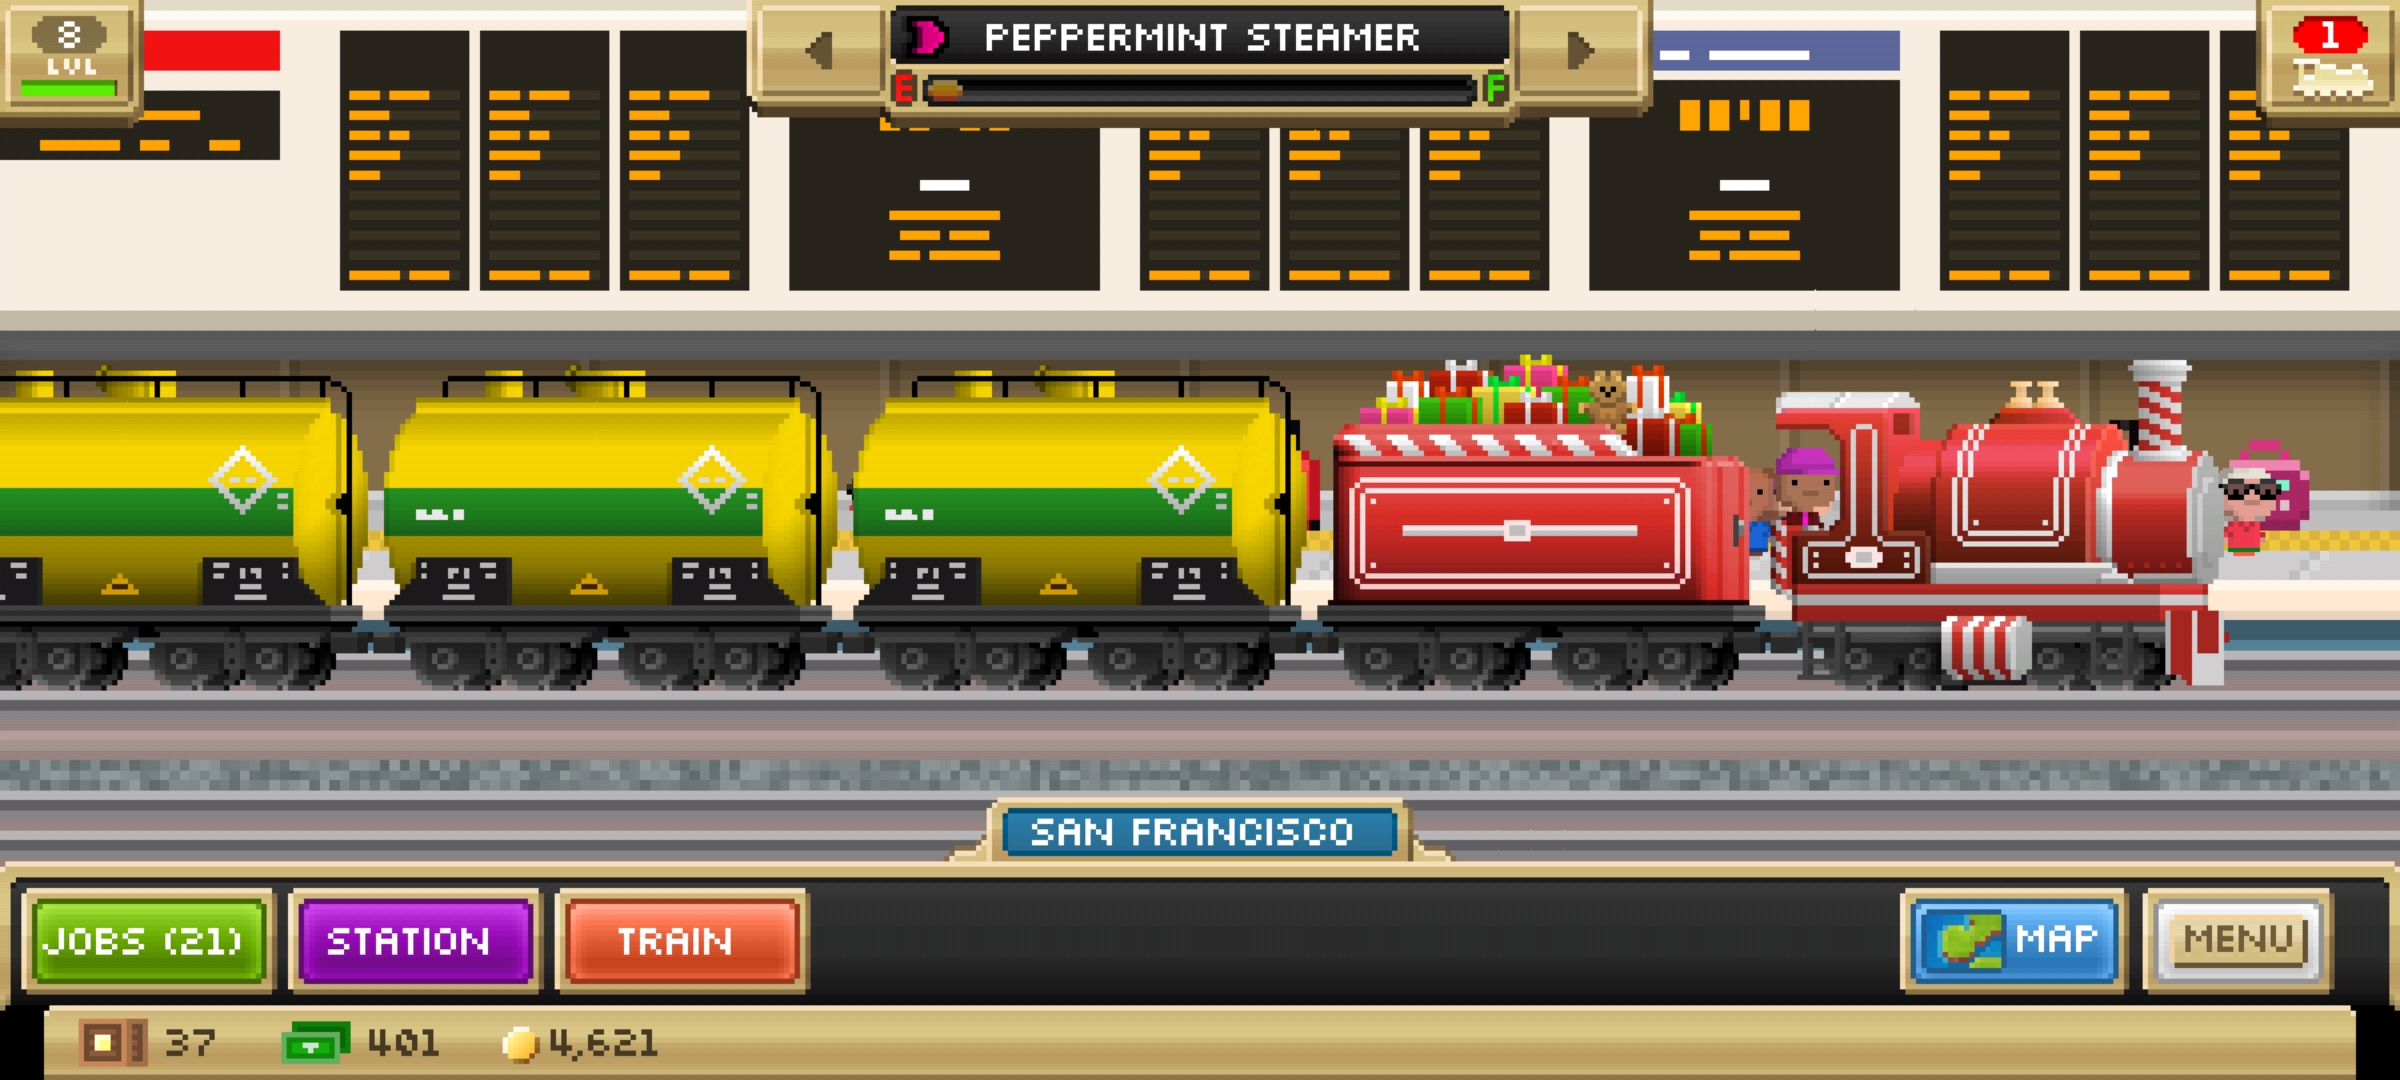 8
LVL
PEPPERMINT STEAMER
E F
1
SAN FRANCISCO
JOBS (21)
STATION
TRAIN
MAP
MENU
37
401
4,621